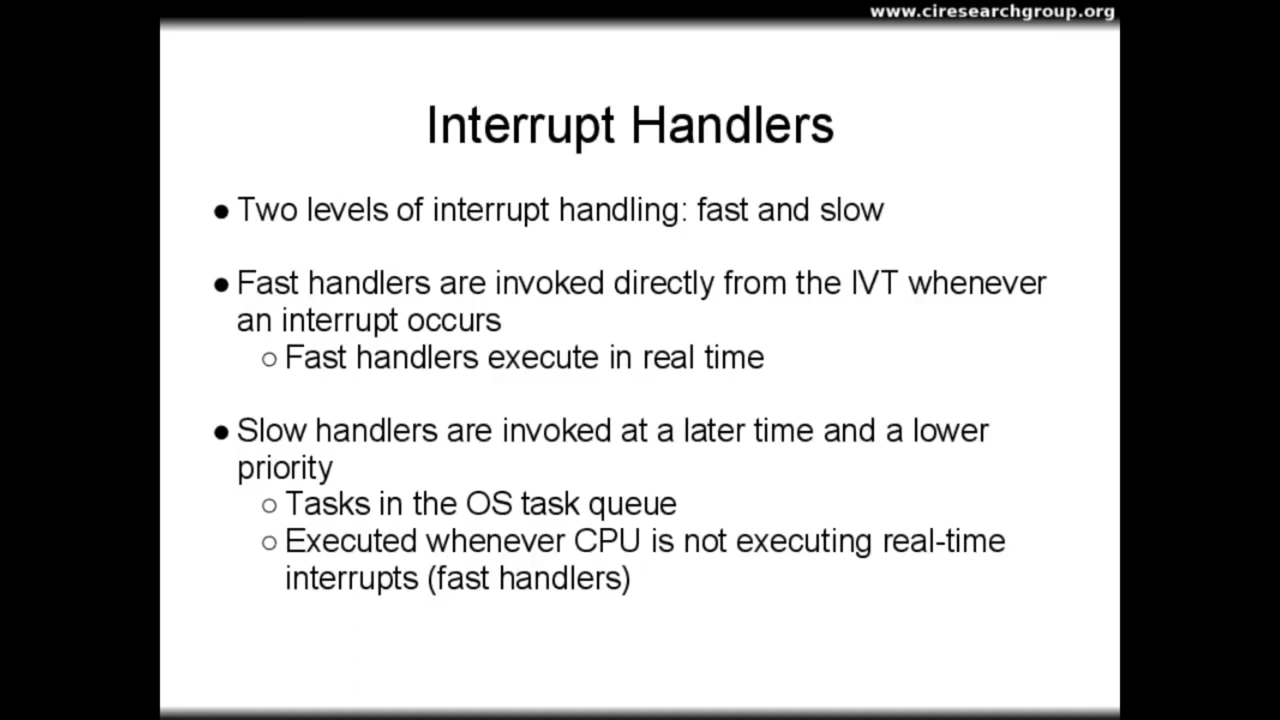 www.ciresearchgroup.org
Interrupt Handlers
● Two levels of interrupt handling: fast and slow
● Fast handlers are invoked directly from the IVT whenever
an interrupt occurs
○ Fast handlers execute in real time
● Slow handlers are invoked at a later time and a lower
priority
○ Tasks in the OS task queue
○ Executed whenever CPU is not executing real-time
interrupts (fast handlers)